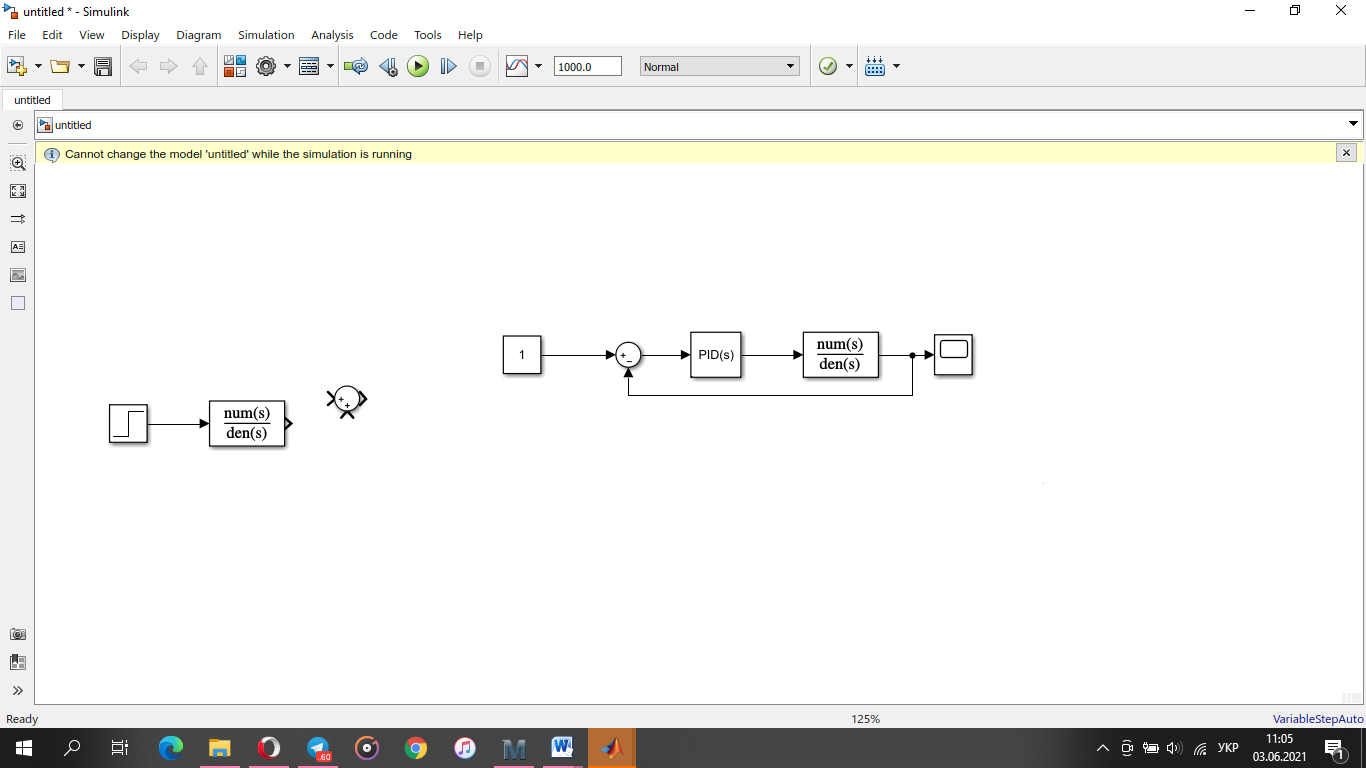 untitled * - Simulink
File Edit View Display Diagram Simulation Analysis Code Tools Help
1000.0 Normal
untitled
untitled
Cannot change the model 'untitled' while the simulation is running
1 + − PID(s) num(s)
den(s)
+ + num(s)
den(s)
Ready 125% VariableStepAuto
.60 УКР 11:05
03.06.2021 1